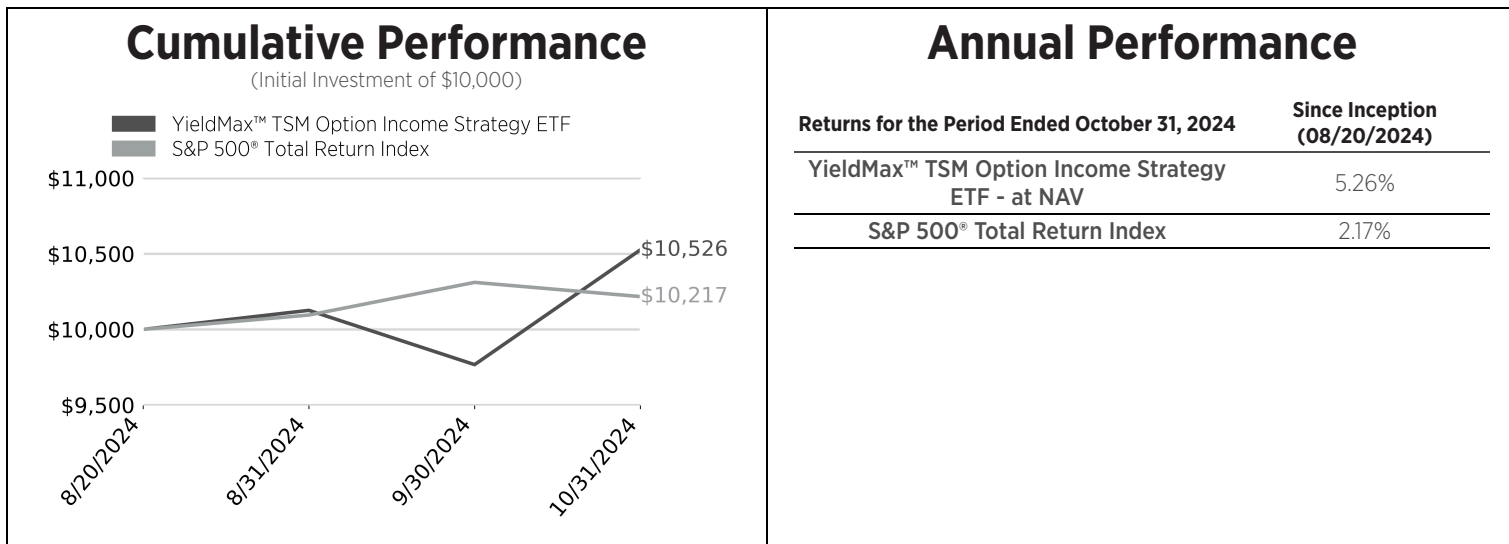 Cumulative Performance
(Initial Investment of $10,000)
YieldMax™ TSM Option Income Strategy ETF
S&P 500® Total Return Index
$11,000
$10,500
$10,000
$9,500
$10,526
$10,217
8/20/2024
8/31/2024
9/30/2024
10/31/2024
Annual Performance
Returns for the Period Ended October 31, 2024
Since Inception
(08/20/2024)
YieldMax™ TSM Option Income Strategy
ETF - at NAV
5.26%
S&P 500® Total Return Index
2.17%